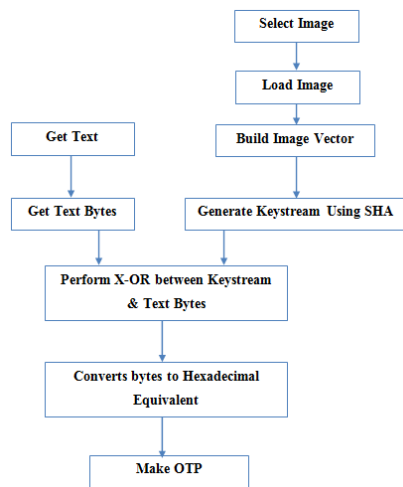 Select Image
Load Image
Get Text
Build Image Vector
Get Text Bytes
Generate Keystream Using SHA
Perform X-OR between Keystream
& Text Bytes
Converts bytes to Hexadecimal
Equivalent
Make OTP